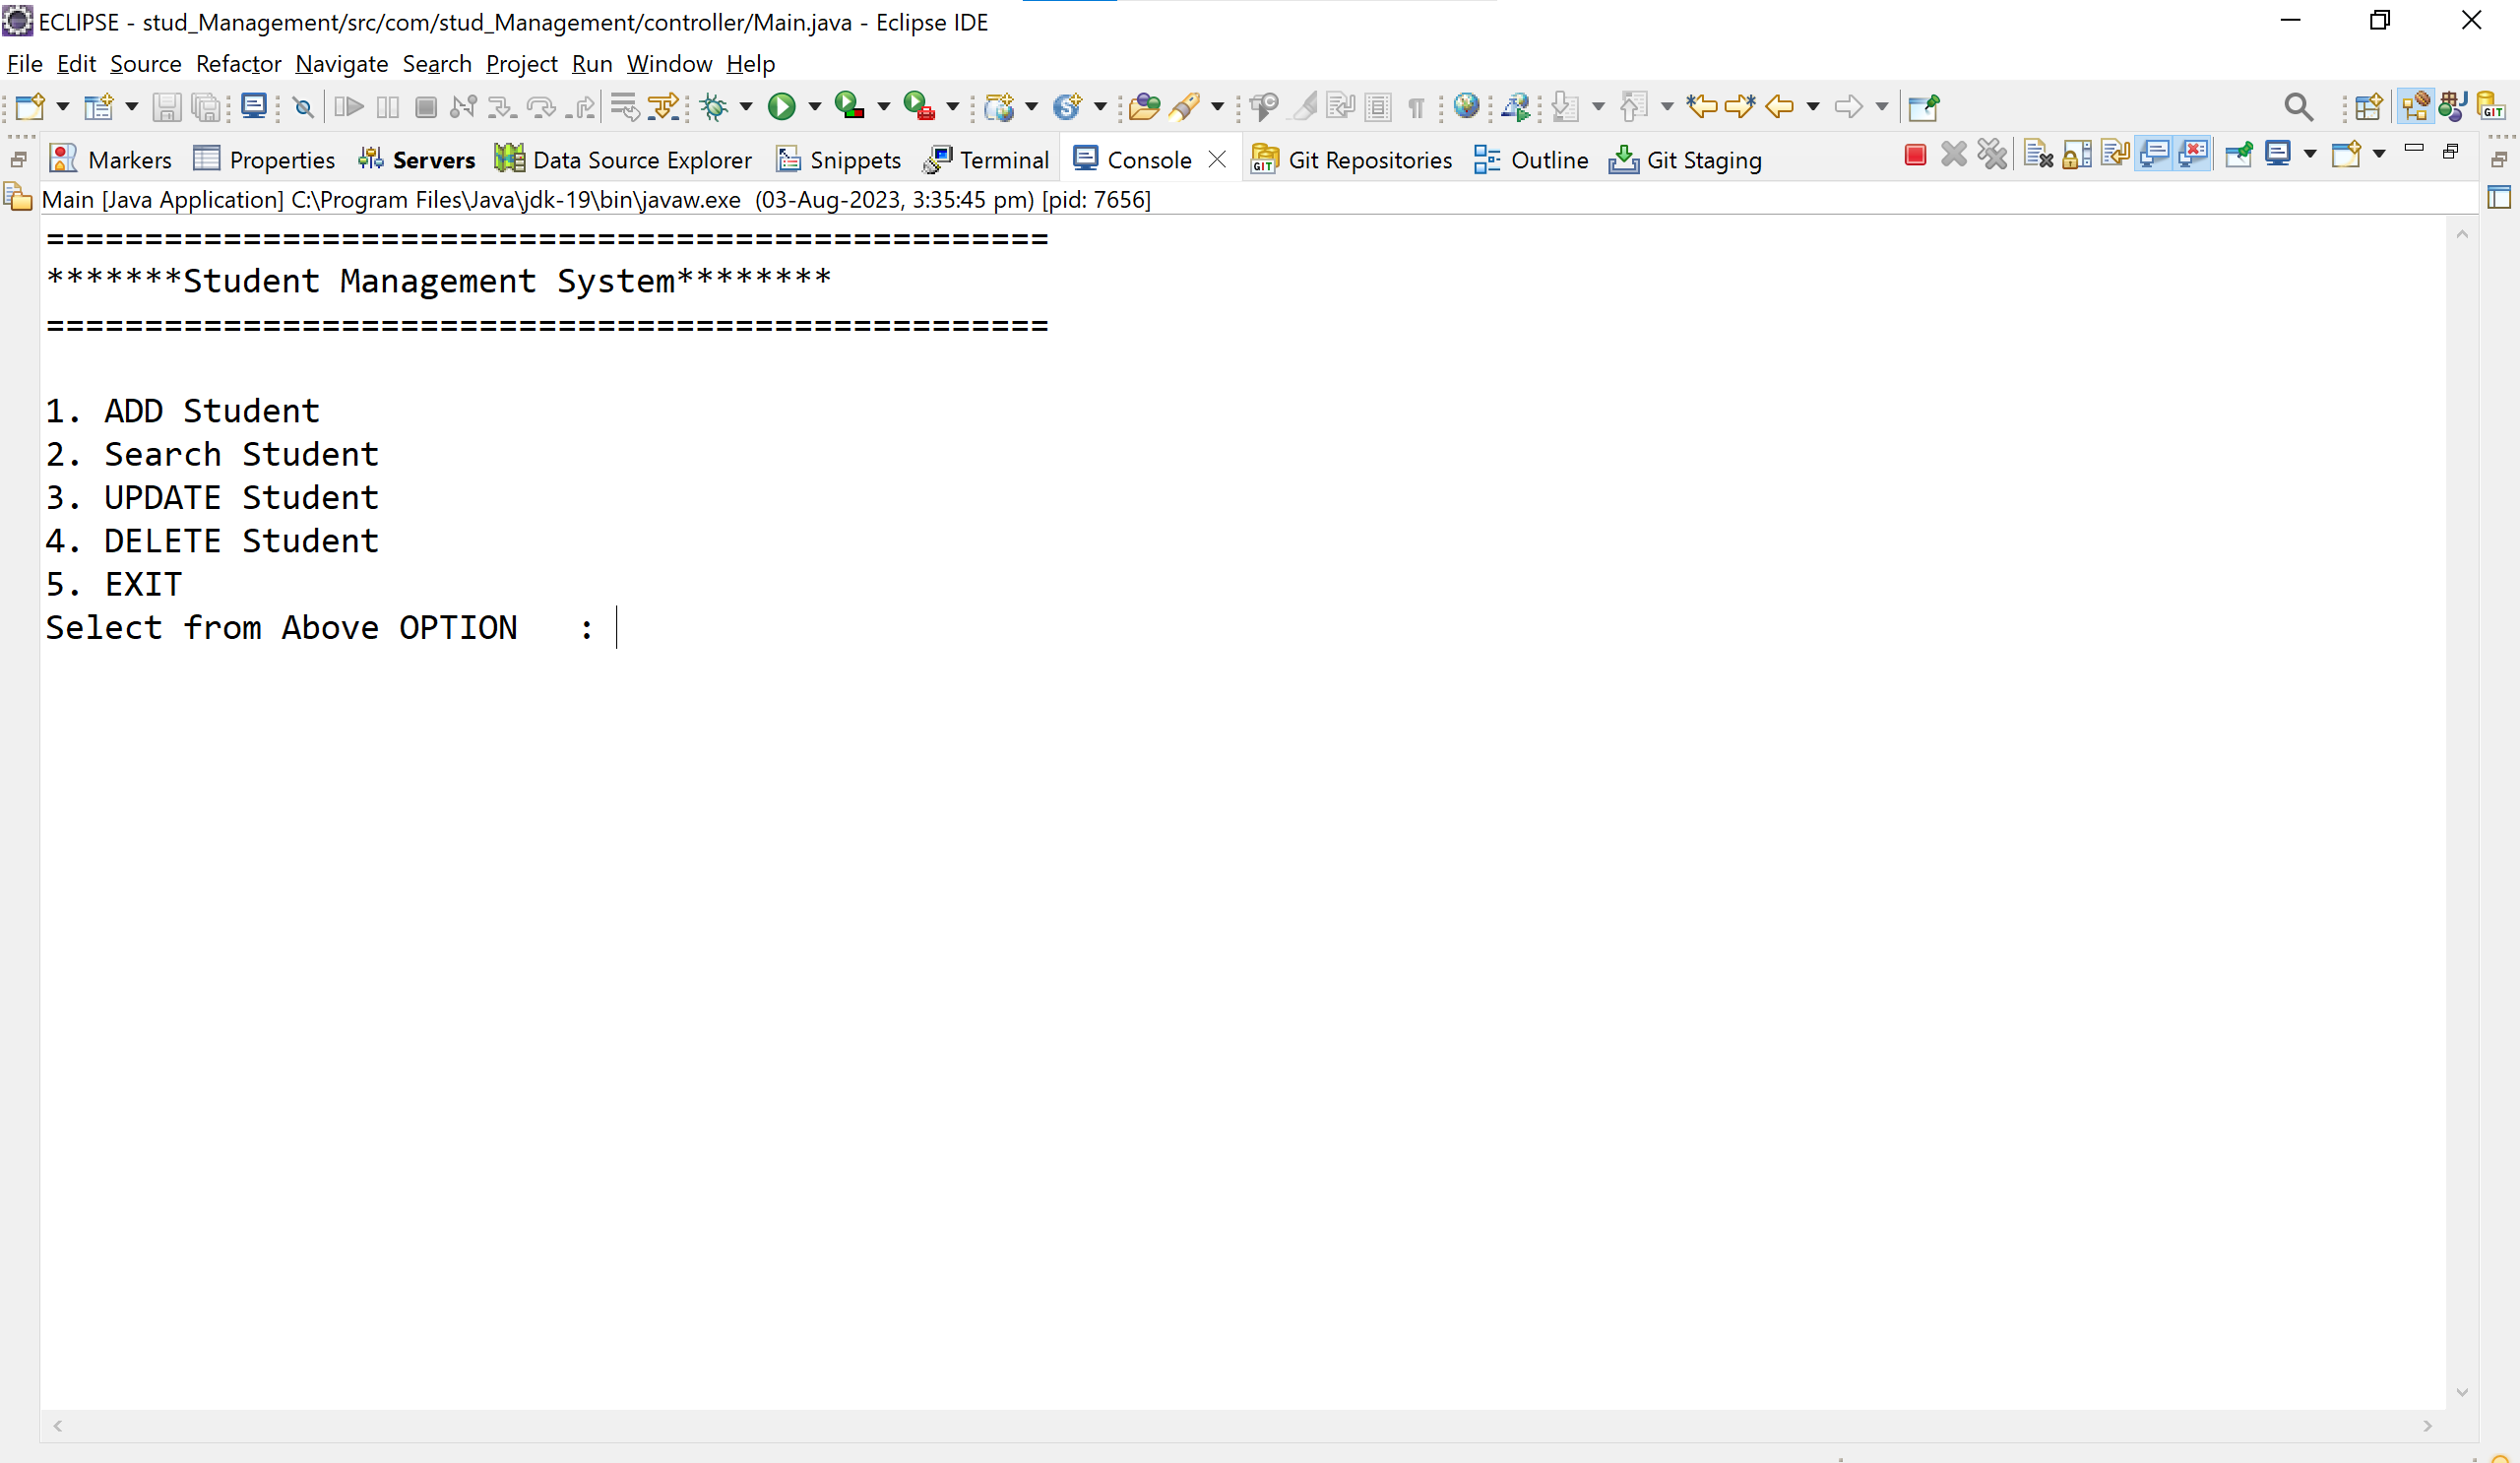 ECLIPSE - stud_Management/src/com/stud_Management/controller/Main.java - Eclipse IDE
File Edit Source Refactor Navigate Search Project Run Window Help
Markers Properties Servers Data Source Explorer Snippets Terminal Console Git Repositories Outline Git Staging
Main [Java Application] C:\Program Files\Java\jdk-19\bin\javaw.exe (03-Aug-2023, 3:35:45 pm) [pid: 7656]
===================================================
*******Student Management System********
===================================================
1. ADD Student
2. Search Student
3. UPDATE Student
4. DELETE Student
5. EXIT
Select from Above OPTION   :